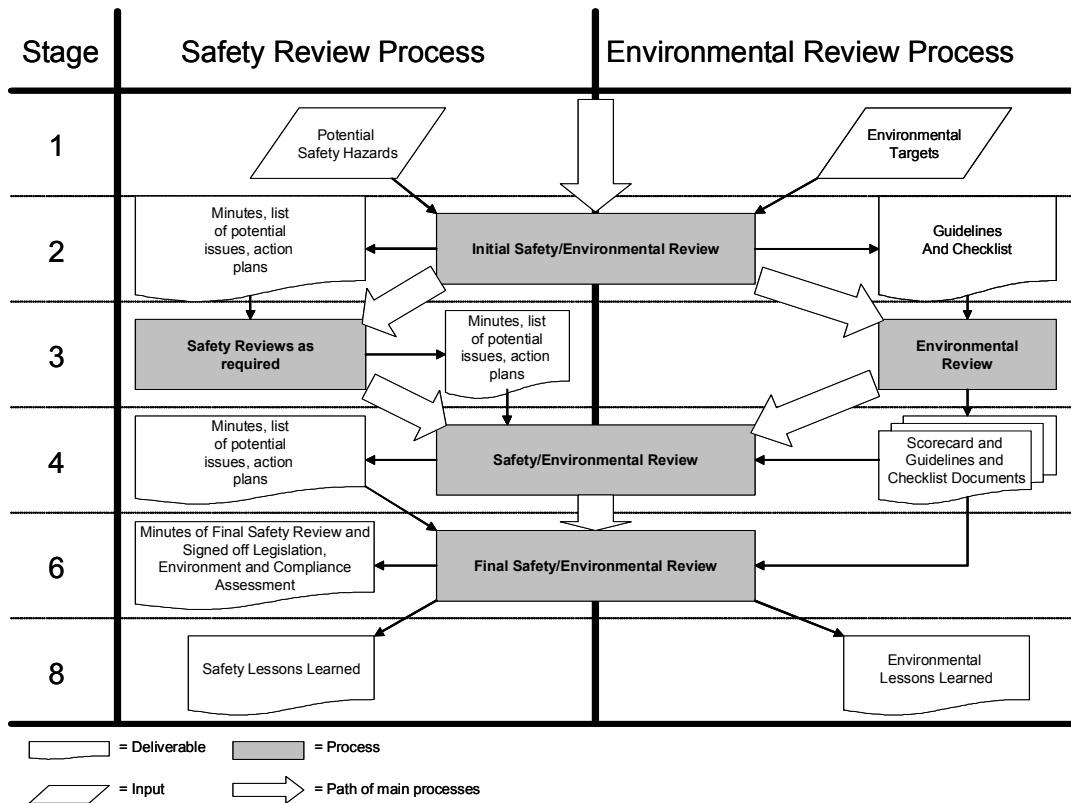 Stage
Safety Review Process
Environmental Review Process
1
Potential
Safety Hazards
Environmental
Targets
2
Minutes, list
of potential
issues, action
plans
Initial Safety/Environmental Review
Guidelines
And Checklist
3
Safety Reviews as
required
Minutes, list
of potential
issues, action
plans
Environmental
Review
4
Minutes, list
of potential
issues, action
plans
Safety/Environmental Review
Scorecard and
Guidelines and
Checklist Documents
6
Minutes of Final Safety Review and
Signed off Legislation,
Environment and Compliance
Assessment
Final Safety/Environmental Review
8
Safety Lessons Learned
Environmental
Lessons Learned
= Deliverable
= Process
= Input
= Path of main processes